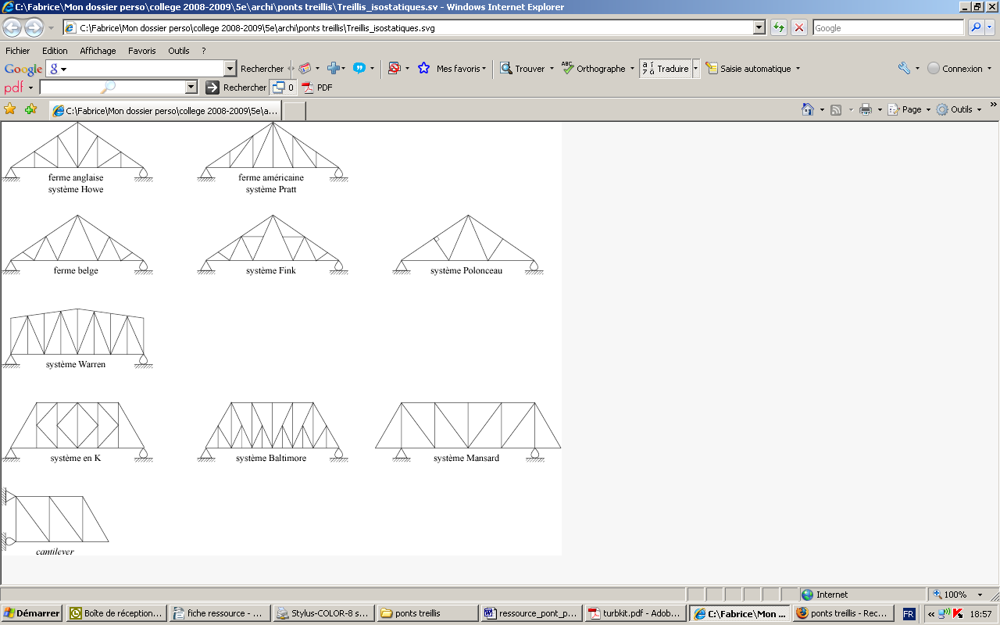 C:\Fabrice\Mon dossier perso\college 2008-2009\5e\archi\ponts treillis\Treillis_isostatiques.sv - Windows Internet Explorer
C:\Fabrice\Mon dossier perso\college 2008-2009\5e\archi\ponts treillis\Treillis_isostatiques.svg Google
Fichier Edition Affichage Favoris Outils ?
Google g Rechercher Mes favoris Trouver ABC Orthographe Traduire Saisie automatique Connexion
pdf Rechercher 0 PDF
C:\Fabrice\Mon dossier perso\college 2008-2009\5e\a... Page Outils »
ferme anglaise ferme américaine
système Howe système Pratt
ferme belge système Fink système Polonceau
système Warren
système en K système Baltimore système Mansard
cantilever
Internet 100%
Démarrer Boîte de réception... fiche ressource - ... Stylus-COLOR-8 s... ponts treillis ressource_pont_p... turbkit.pdf - Adob... C:\Fabrice\Mon ... ponts treillis - Rec... FR « 18:57